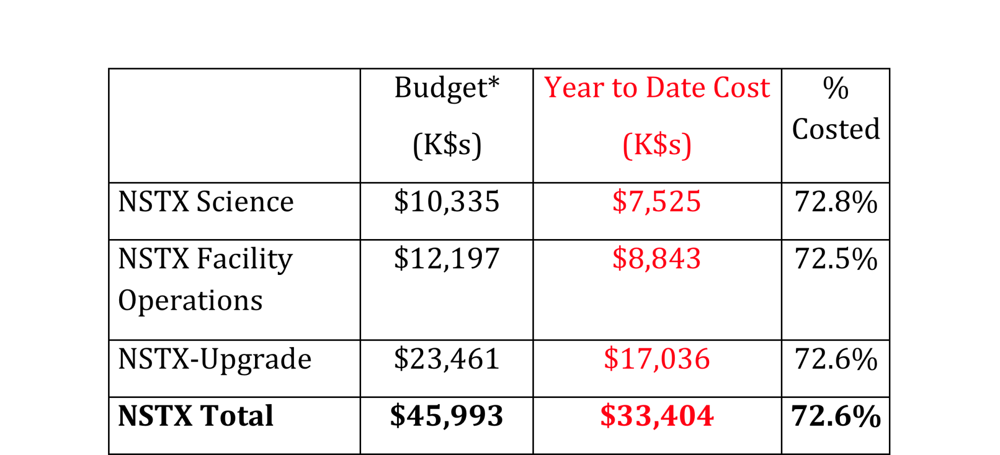 Budget* Year to Date Cost %
(K$s) (K$s) Costed
NSTX Science $10,335 $7,525 72.8%
NSTX Facility $12,197 $8,843 72.5%
Operations
NSTX-Upgrade $23,461 $17,036 72.6%
NSTX Total $45,993 $33,404 72.6%